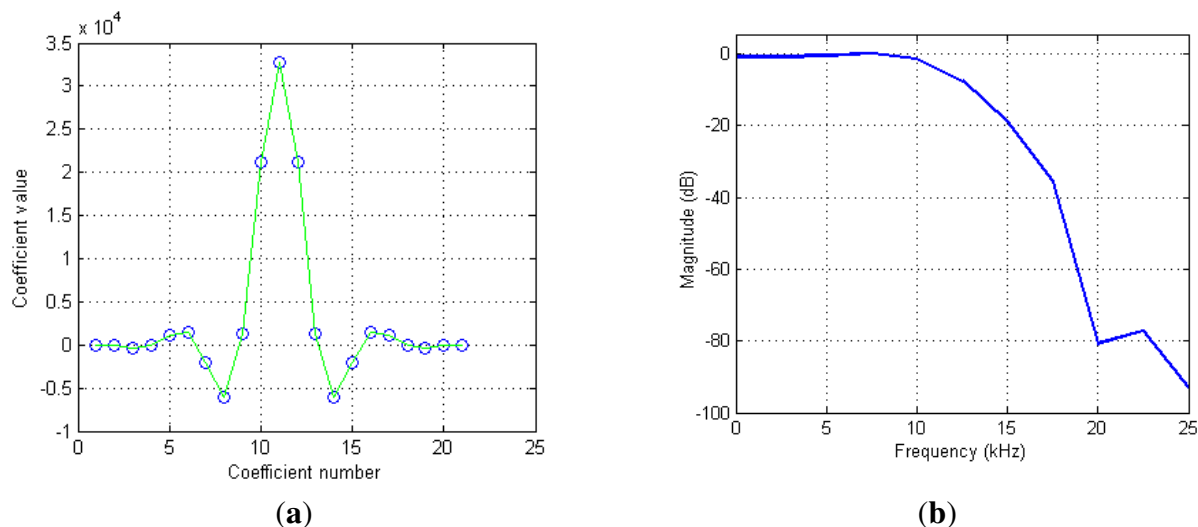 x 10^4
3.5
3
2.5
2
1.5
1
0.5
0
-0.5
-1
0 5 10 15 20 25
Coefficient value
Coefficient number
(a)
0
-20
-40
-60
-80
-100
0 5 10 15 20 25
Magnitude (dB)
Frequency (kHz)
(b)